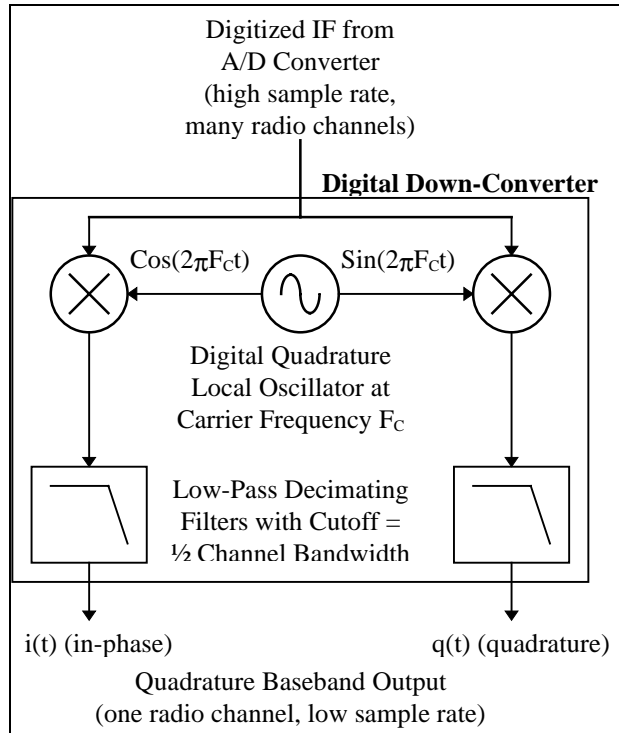 Digitized IF from
A/D Converter
(high sample rate,
many radio channels)
Digital Down-Converter
Cos(2πFCt)
Sin(2πFCt)
Digital Quadrature
Local Oscillator at
Carrier Frequency FC
Low-Pass Decimating
Filters with Cutoff =
½ Channel Bandwidth
i(t) (in-phase)
q(t) (quadrature)
Quadrature Baseband Output
(one radio channel, low sample rate)